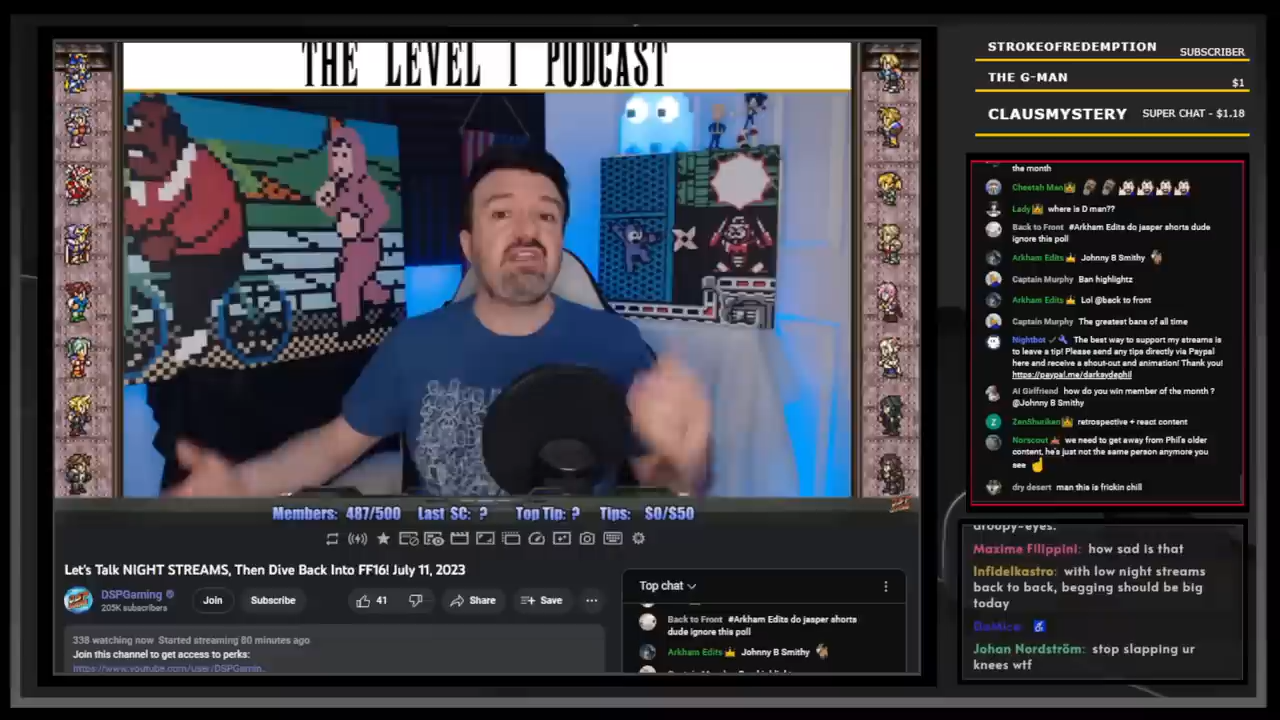 THE LEVEL 1 PODCAST
Members: 487/500 Last SC: ? Top Tip: ? Tips: $0/$50
Let's Talk NIGHT STREAMS, Then Dive Back Into FF16! July 11, 2023
DSPGaming
205K subscribers
Join
Subscribe
41
Share
Save
338 watching now Started streaming 80 minutes ago
Join this channel to get access to perks:
https://www.youtube.com/user/DSPGamin..
Top chat
Back to Front #Arkham Edits do jasper shorts
dude ignore this poll
Arkham Edits Johnny B Smithy
STROKEOFREDEMPTION SUBSCRIBER
THE G-MAN $1
CLAUSMYSTERY SUPER CHAT - $1.18
the month
Cheetah Man
Lady where is D man??
Back to Front #Arkham Edits do jasper shorts dude
ignore this poll
Arkham Edits Johnny B Smithy
Captain Murphy Ban highlightz
Arkham Edits Lol @back to front
Captain Murphy The greatest bans of all time
Nightbot The best way to support my streams is
to leave a tip! Please send any tips directly via Paypal
here and receive a shout-out and animation! Thank you!
https://paypal.me/darksydephil
AI Girlfriend how do you win member of the month ?
@Johnny B Smithy
ZenShuriken retrospective + react content
Norscout we need to get away from Phil's older
content, he's just not the same person anymore you
see
dry desert man this is frickin chill
droopy-eyes.
Maxime Filippini: how sad is that
Infidelkastro: with low night streams
back to back, begging should be big
today
Johan Nordström: stop slapping ur
knees wtf